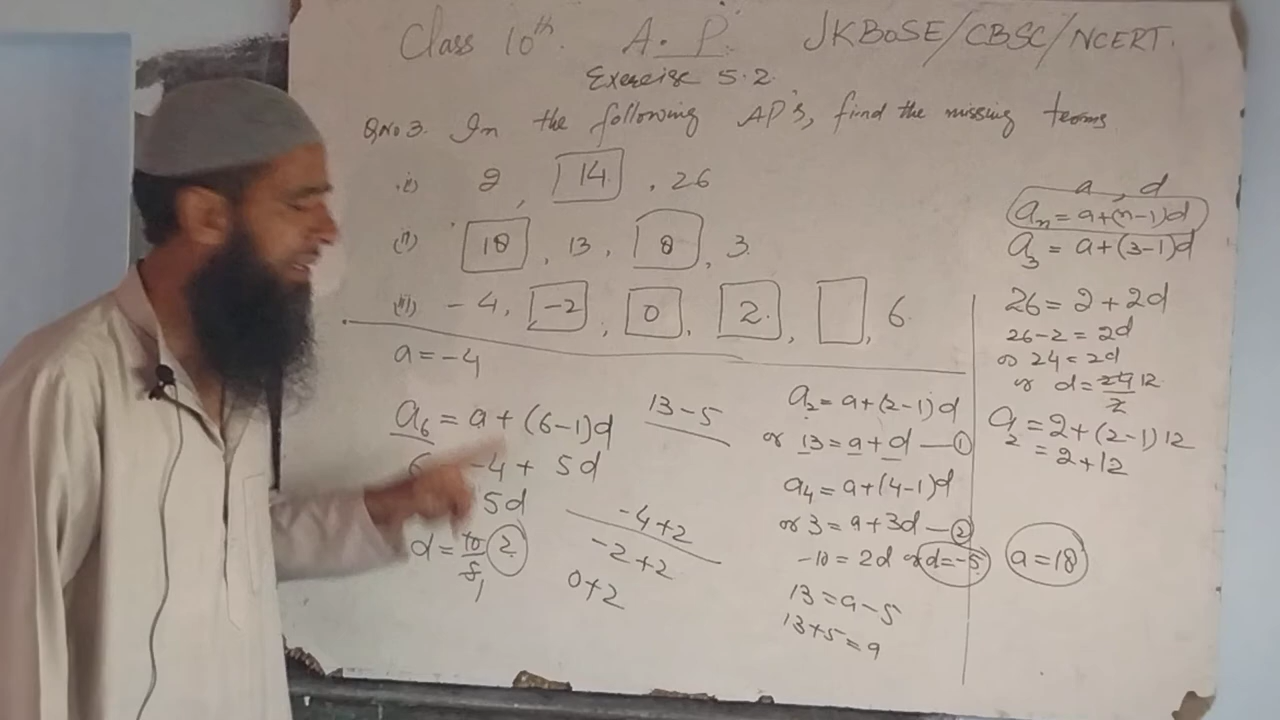 Class 10th. A. P. JKBOSE/CBSC/NCERT.
Exercise 5.2.
Q.No 3. In the following AP's, find the missing terms
(i) 2, 14, 26
(ii) 18, 13, 8, 3
(iii) -4, -2, 0, 2, , 6
a = -4
a6 = a + (6-1)d
-4 + 5d
5d
d = 10/5 2
1
13-5
-4+2
-2+2
0+2
a2 = a+(2-1)d
or 13 = a+d —①
a4 = a+(4-1)d
or 3 = a+3d —②
-10 = 2d or d=-5
13 = a-5
13+5 = a
a, d
an = a+(n-1)d
a3 = a+(3-1)d
26 = 2+2d
26-2 = 2d
or 24 = 2d
or d = 24/2 12
a2 = 2+(2-1)12
= 2+12
a=18